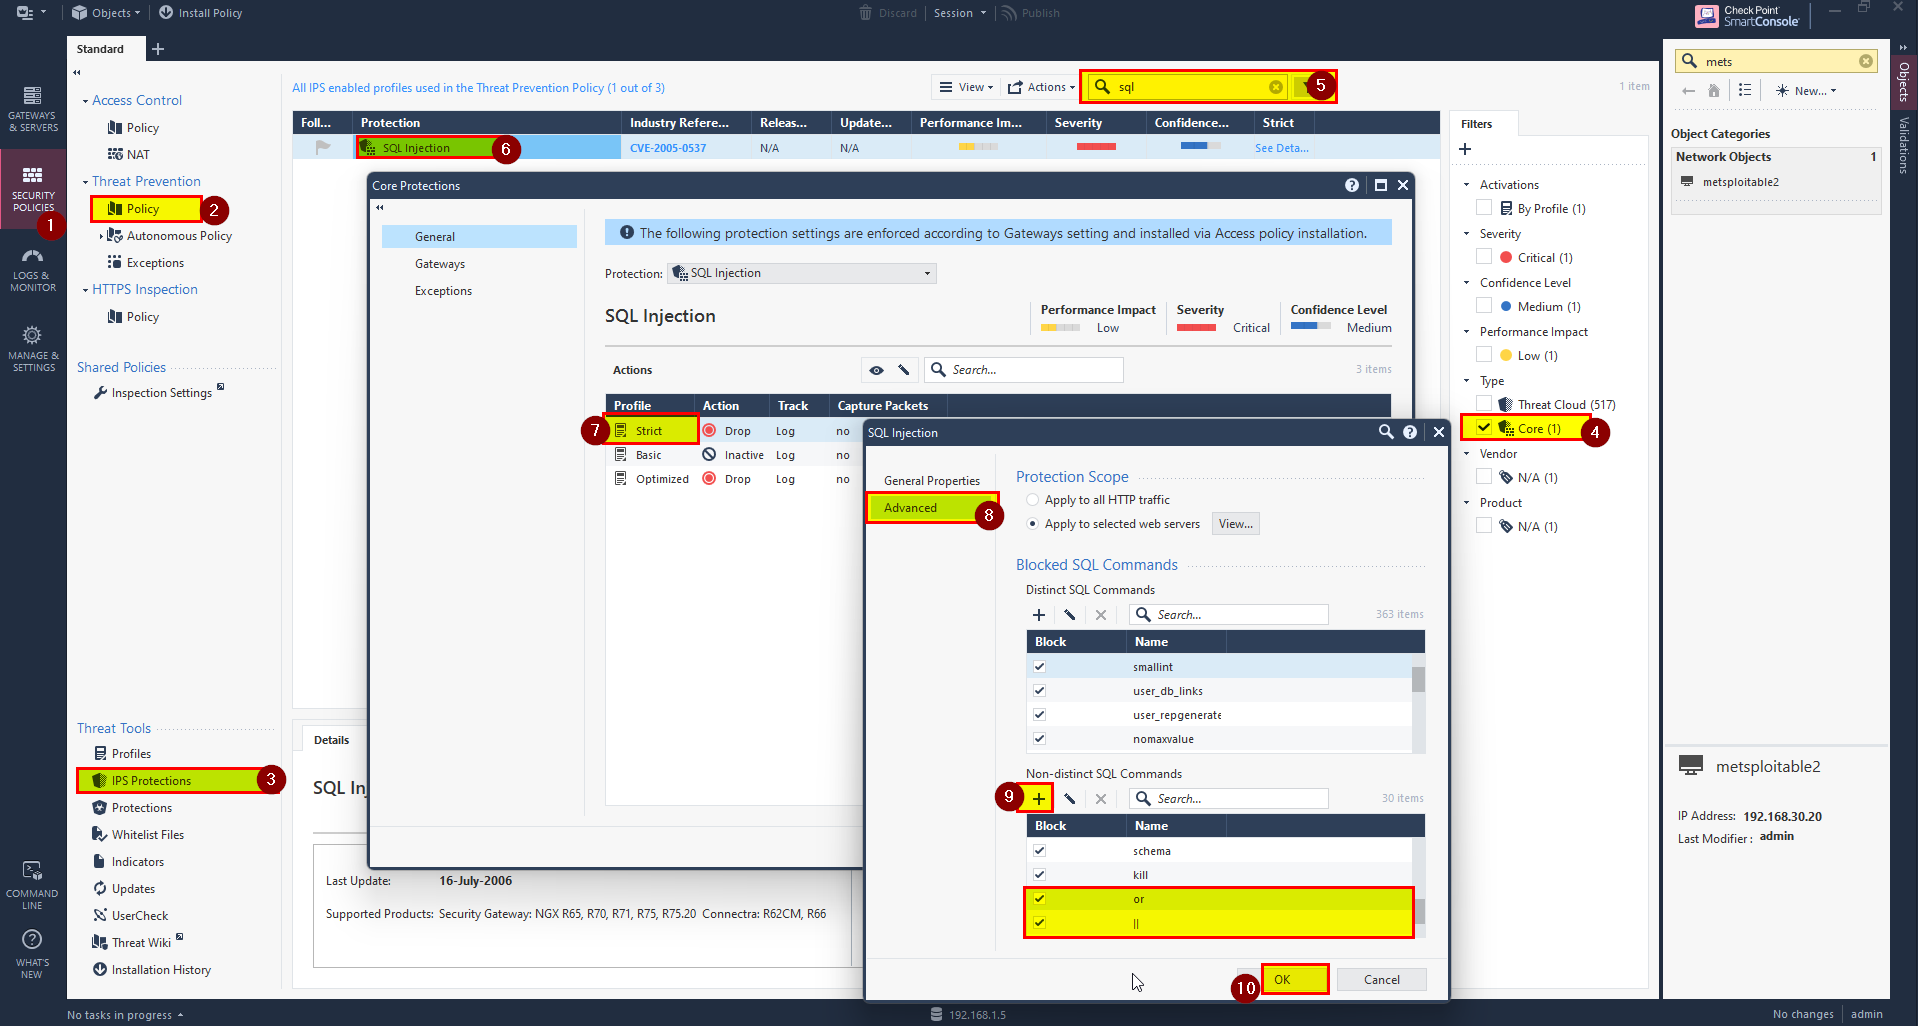 Objects
Install Policy
Discard
Session
Publish
Check Point
SmartConsole
Standard
GATEWAYS
& SERVERS
SECURITY
POLICIES
1
LOGS &
MONITOR
MANAGE &
SETTINGS
COMMAND
LINE
WHAT'S
NEW
Access Control
Policy
NAT
Threat Prevention
Policy
2
Autonomous Policy
Exceptions
HTTPS Inspection
Policy
Shared Policies
Inspection Settings
Threat Tools
Profiles
IPS Protections
3
Protections
Whitelist Files
Indicators
Updates
UserCheck
Threat Wiki
Installation History
All IPS enabled profiles used in the Threat Prevention Policy (1 out of 3)
View
Actions
sql
5
1 item
Foll... Protection Industry Refere... Releas... Update... Performance Im... Severity Confidence... Strict
SQL Injection 6 CVE-2005-0537 N/A N/A See Deta...
Core Protections
General
Gateways
Exceptions
The following protection settings are enforced according to Gateways setting and installed via Access policy installation.
Protection: SQL Injection
SQL Injection
Performance Impact
Low
Severity
Critical
Confidence Level
Medium
Actions
Search...
3 items
Profile Action Track Capture Packets
7 Strict Drop Log no
Basic Inactive Log no
Optimized Drop Log no
SQL Injection
General Properties
Advanced
8
Protection Scope
Apply to all HTTP traffic
Apply to selected web servers View...
Blocked SQL Commands
Distinct SQL Commands
Search...
363 items
Block Name
smallint
user_db_links
user_repgenerate
nomaxvalue
Non-distinct SQL Commands
9
Search...
30 items
Block Name
schema
kill
or
||
10 OK
Cancel
Details
SQL Inj
Last Update: 16-July-2006
Supported Products: Security Gateway: NGX R65, R70, R71, R75, R75.20 Connectra: R62CM, R66
Filters
Activations
By Profile (1)
Severity
Critical (1)
Confidence Level
Medium (1)
Performance Impact
Low (1)
Type
Threat Cloud (517)
Core (1)
4
Vendor
N/A (1)
Product
N/A (1)
mets
New...
Object Categories
Network Objects 1
metsploitable2
metsploitable2
IP Address: 192.168.30.20
Last Modifier: admin
Objects
Validations
No tasks in progress
192.168.1.5
No changes
admin